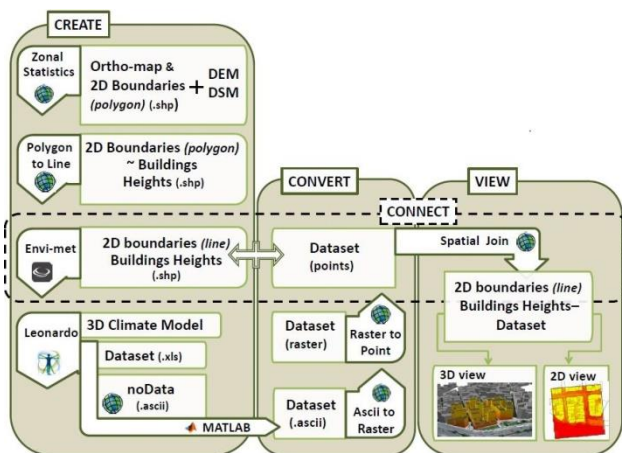 CREATE
Zonal
Statistics
Ortho-map &
2D Boundaries
(polygon) (.shp)
+
DEM
DSM
Polygon
to Line
2D Boundaries (polygon)
~ Buildings
Heights (.shp)
CONVERT
VIEW
CONNECT
Envi-met
2D boundaries (line)
Buildings Heights
(.shp)
Dataset
(points)
Spatial Join
2D boundaries (line)
Buildings Heights–
Dataset
Leonardo
3D Climate Model
Dataset (.xls)
noData
(.ascii)
MATLAB
Dataset
(raster)
Raster to
Point
Dataset
(.ascii)
Ascii to
Raster
3D view
2D view